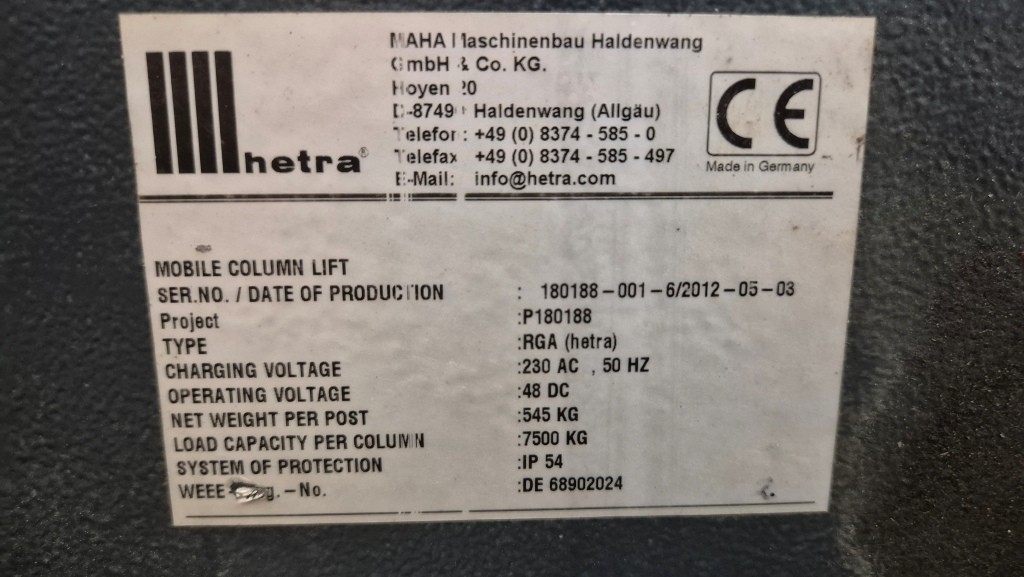 hetra®
MAHA Maschinenbau Haldenwang
GmbH & Co. KG.
Hoyen 20
D-87490 Haldenwang (Allgäu)
Telefon: +49 (0) 8374 - 585 - 0
Telefax +49 (0) 8374 - 585 - 497
E-Mail: info@hetra.com
CE
Made in Germany
MOBILE COLUMN LIFT
SER.NO. / DATE OF PRODUCTION : 180188-001-6/2012-05-03
Project :P180188
TYPE :RGA (hetra)
CHARGING VOLTAGE :230 AC , 50 HZ
OPERATING VOLTAGE :48 DC
NET WEIGHT PER POST :545 KG
LOAD CAPACITY PER COLUMN :7500 KG
SYSTEM OF PROTECTION :IP 54
WEEE -No. :DE 68902024